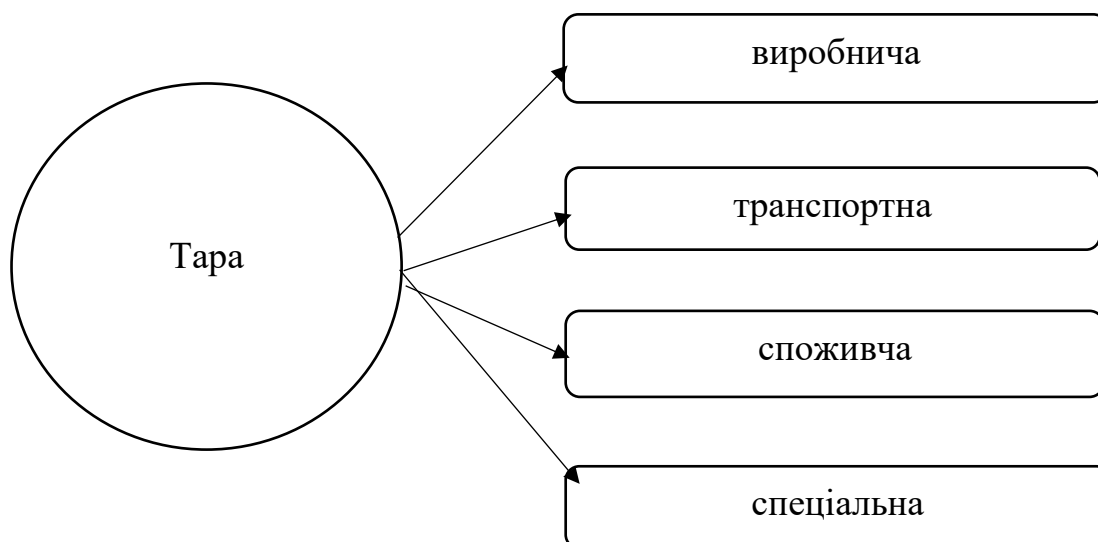 виробнича
транспортна
Тара
споживча
спеціальна